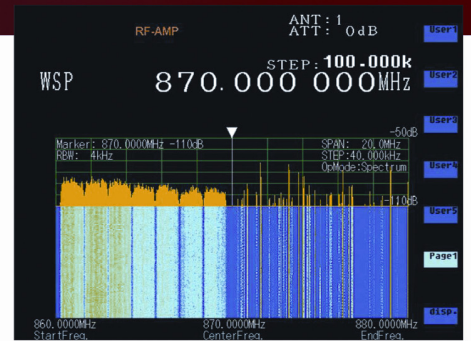 ANT:1
RF-AMP
ATT: 0dB
User1
STEP:100.000k
WSP
870.000 000MHz
User2
User3
-50dB
Marker: 870.0000MHz -110dB
SPAN: 20.0MHz
RBW: 4kHz
STEP:40.000kHz
OpMode:Spectrum
User4
-110dB
User5
Page1
disp.
860.0000MHz
870.0000MHz
880.0000MHz
StartFreq.
CenterFreq.
EndFreq.